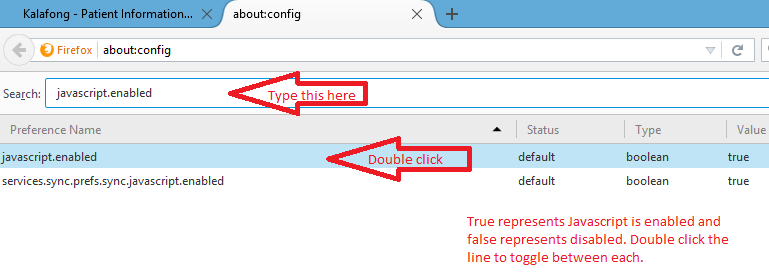 Kalafong - Patient Information... × about:config × +
Firefox about:config
Search: javascript.enabled Type this here
Preference Name Status Type Value
javascript.enabled Double click default boolean true
services.sync.prefs.sync.javascript.enabled default boolean true
True represents Javascript is enabled and
false represents disabled. Double click the
line to toggle between each.